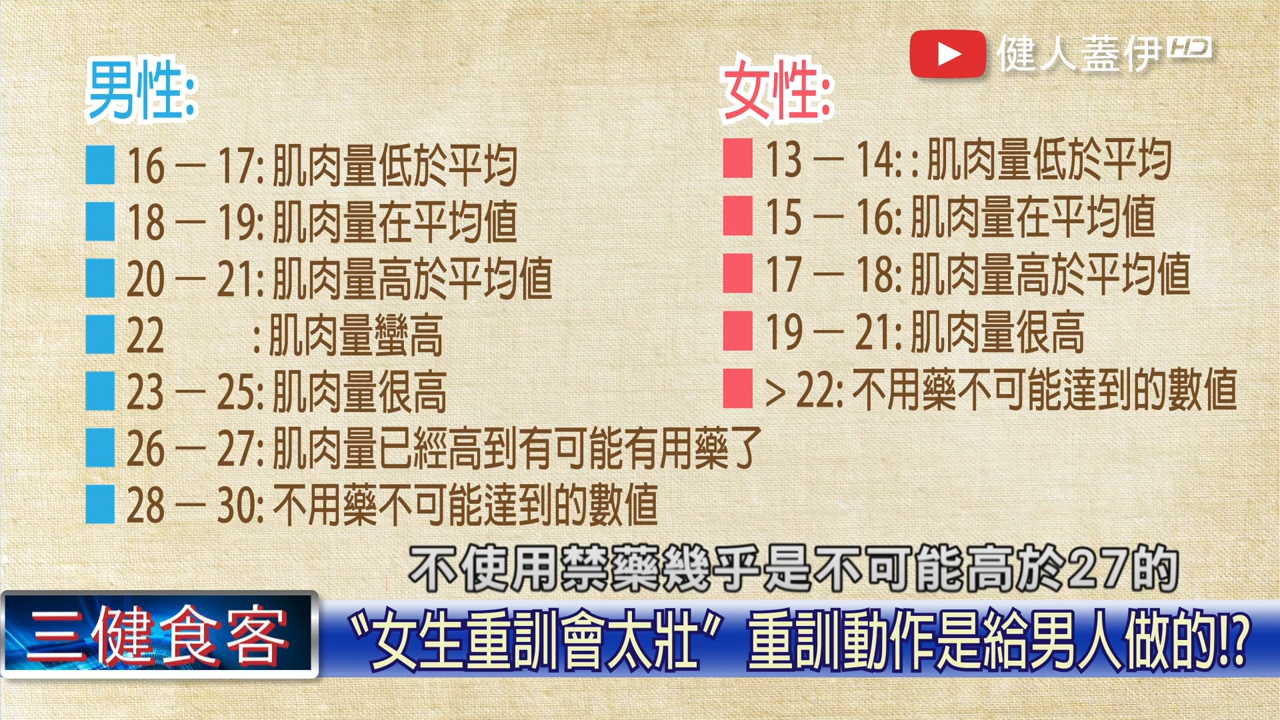 健人蓋伊HD
男性:
16 － 17: 肌肉量低於平均
18 － 19: 肌肉量在平均值
20 － 21: 肌肉量高於平均值
22 : 肌肉量蠻高
23 － 25: 肌肉量很高
26 － 27: 肌肉量已經高到有可能有用藥了
28 － 30: 不用藥不可能達到的數值
女性:
13 － 14: : 肌肉量低於平均
15 － 16: 肌肉量在平均值
17 － 18: 肌肉量高於平均值
19 － 21: 肌肉量很高
> 22: 不用藥不可能達到的數值
不使用禁藥幾乎是不可能高於27的
三健食客
〝女生重訓會太壯〞重訓動作是給男人做的!?